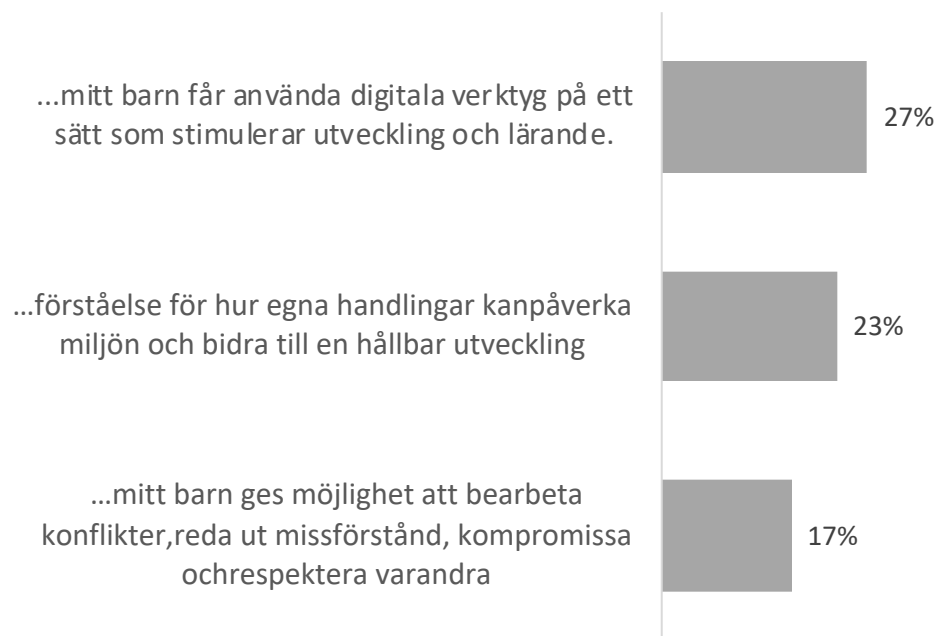 ...mitt barn får använda digitala verktyg på ett
sätt som stimulerar utveckling och lärande.
27%
...förståelse för hur egna handlingar kanpåverka
miljön och bidra till en hållbar utveckling
23%
...mitt barn ges möjlighet att bearbeta
konflikter,reda ut missförstånd, kompromissa
ochrespektera varandra
17%